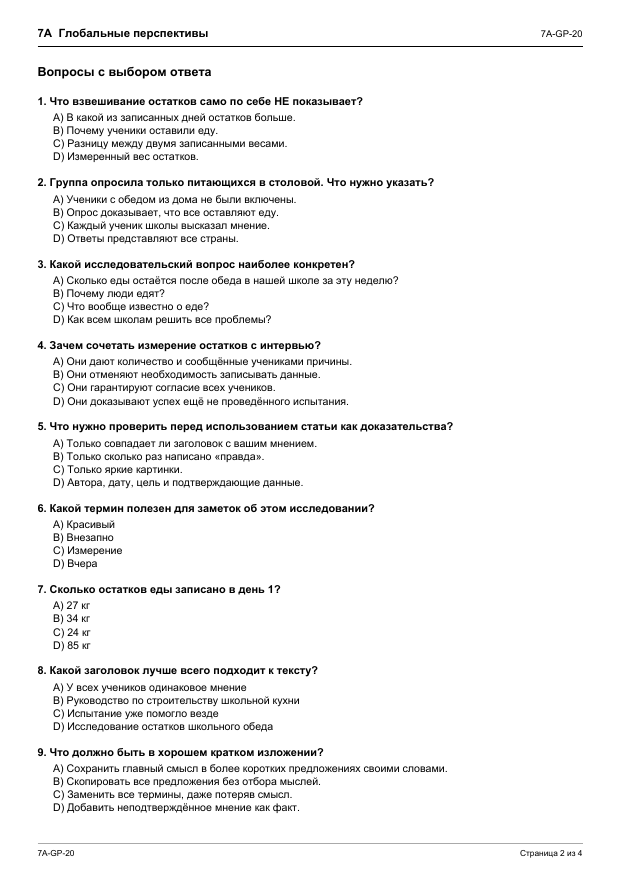 7A Глобальные перспективы
7A-GP-20
Вопросы с выбором ответа
1. Что взвешивание остатков само по себе НЕ показывает?
A) В какой из записанных дней остатков больше.
B) Почему ученики оставили еду.
C) Разницу между двумя записанными весами.
D) Измеренный вес остатков.
2. Группа опросила только питающихся в столовой. Что нужно указать?
A) Ученики с обедом из дома не были включены.
B) Опрос доказывает, что все оставляют еду.
C) Каждый ученик школы высказал мнение.
D) Ответы представляют все страны.
3. Какой исследовательский вопрос наиболее конкретен?
A) Сколько еды остаётся после обеда в нашей школе за эту неделю?
B) Почему люди едят?
C) Что вообще известно о еде?
D) Как всем школам решить все проблемы?
4. Зачем сочетать измерение остатков с интервью?
A) Они дают количество и сообщённые учениками причины.
B) Они отменяют необходимость записывать данные.
C) Они гарантируют согласие всех учеников.
D) Они доказывают успех ещё не проведённого испытания.
5. Что нужно проверить перед использованием статьи как доказательства?
A) Только совпадает ли заголовок с вашим мнением.
B) Только сколько раз написано «правда».
C) Только яркие картинки.
D) Автора, дату, цель и подтверждающие данные.
6. Какой термин полезен для заметок об этом исследовании?
A) Красивый
B) Внезапно
C) Измерение
D) Вчера
7. Сколько остатков еды записано в день 1?
A) 27 кг
B) 34 кг
C) 24 кг
D) 85 кг
8. Какой заголовок лучше всего подходит к тексту?
A) У всех учеников одинаковое мнение
B) Руководство по строительству школьной кухни
C) Испытание уже помогло везде
D) Исследование остатков школьного обеда
9. Что должно быть в хорошем кратком изложении?
A) Сохранить главный смысл в более коротких предложениях своими словами.
B) Скопировать все предложения без отбора мыслей.
C) Заменить все термины, даже потеряв смысл.
D) Добавить неподтверждённое мнение как факт.
7A-GP-20
Страница 2 из 4